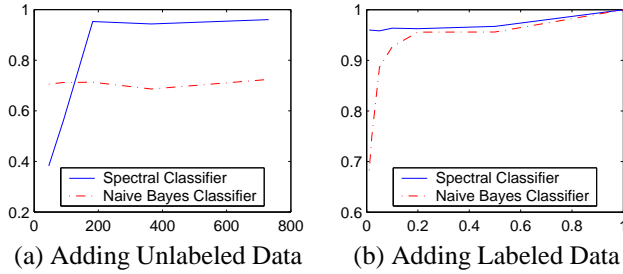 1
0.8
0.6
0.4
0.2
0 200 400 600 800
Spectral Classifier
Naive Bayes Classifier
(a) Adding Unlabeled Data
1
0.9
0.8
0.7
0.6
0 0.2 0.4 0.6 0.8 1
Spectral Classifier
Naive Bayes Classifier
(b) Adding Labeled Data